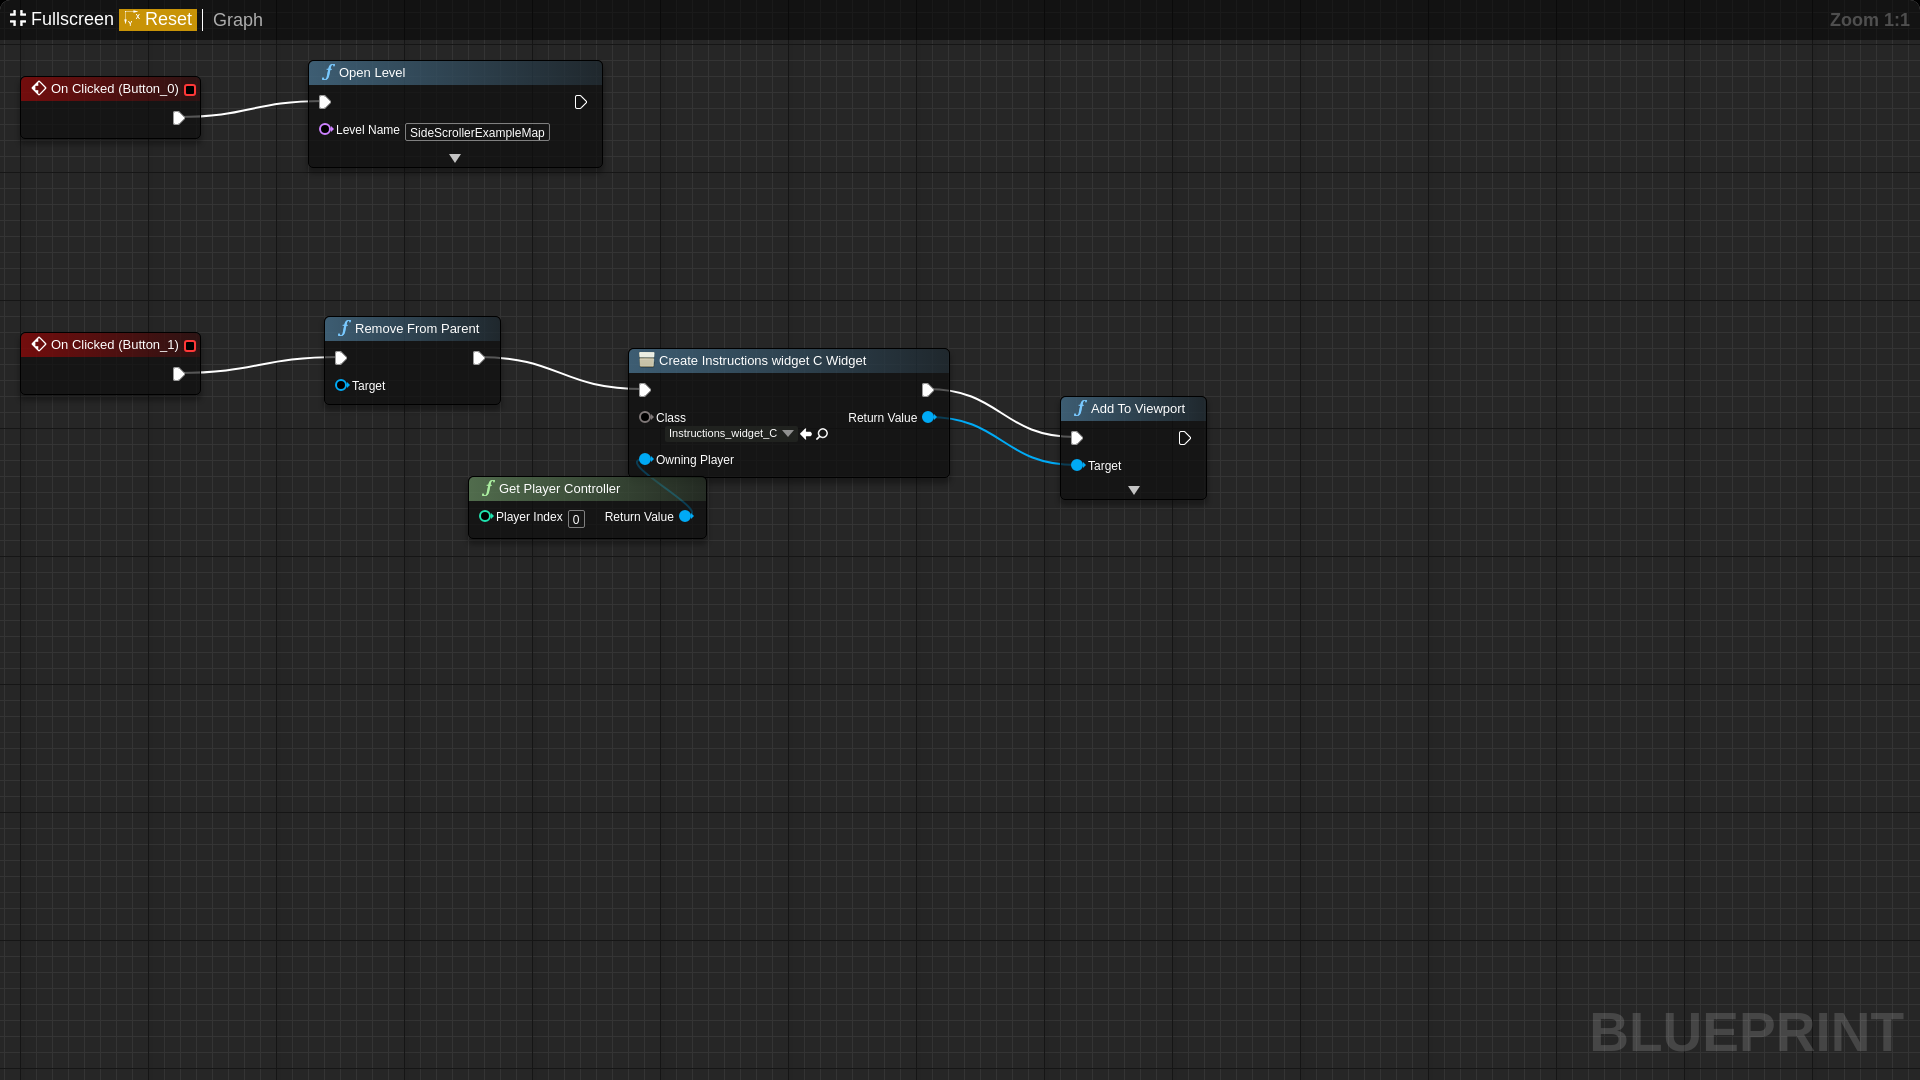 Fullscreen Reset Graph Zoom 1:1
On Clicked (Button_0)
Open Level
Level Name SideScrollerExampleMap
On Clicked (Button_1)
Remove From Parent
Target
Create Instructions widget C Widget
Class Return Value
Instructions_widget_C
Owning Player
Get Player Controller
Player Index 0 Return Value
Add To Viewport
Target
BLUEPRINT